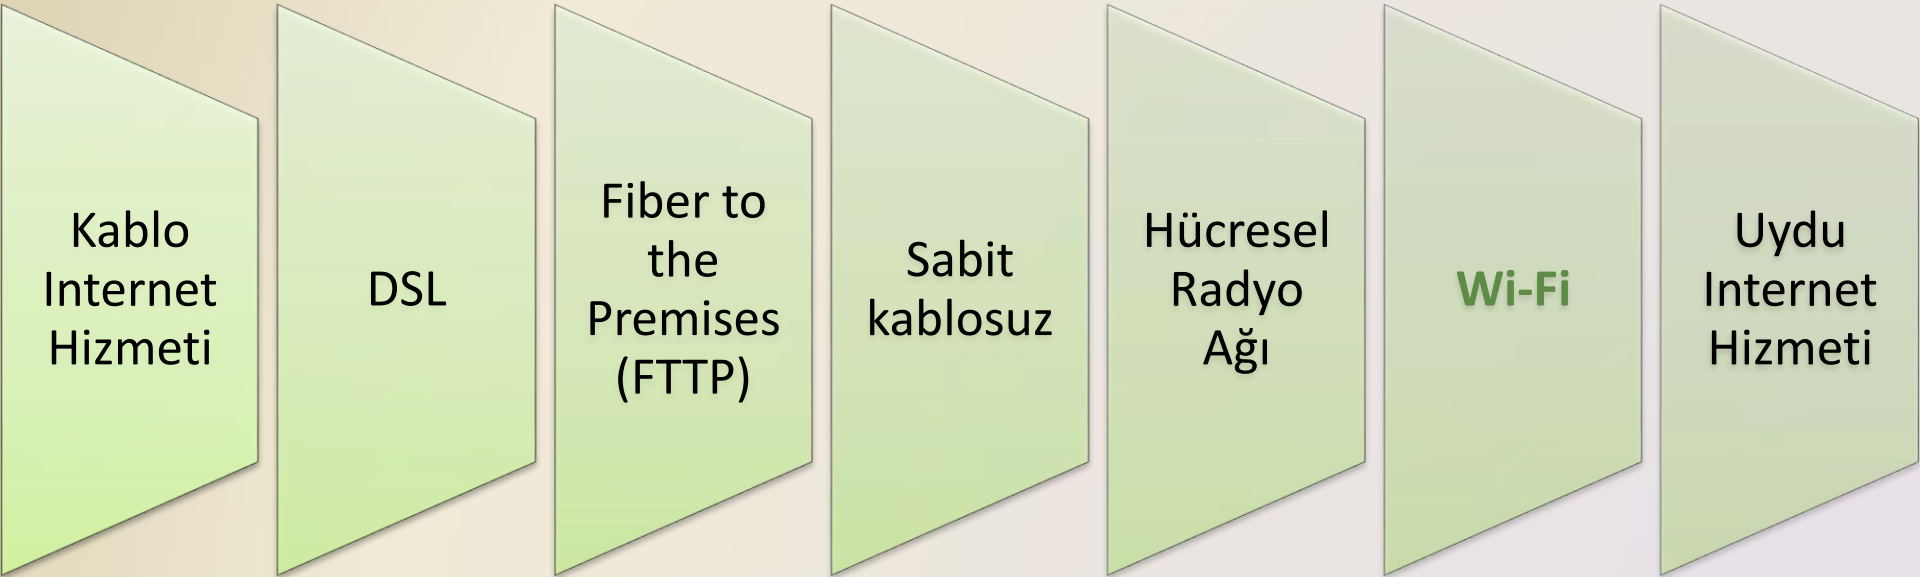 Kablo
Internet
Hizmeti
DSL
Fiber to
the
Premises
(FTTP)
Sabit
kablosuz
Hücresel
Radyo
Ağı
Wi-Fi
Uydu
Internet
Hizmeti